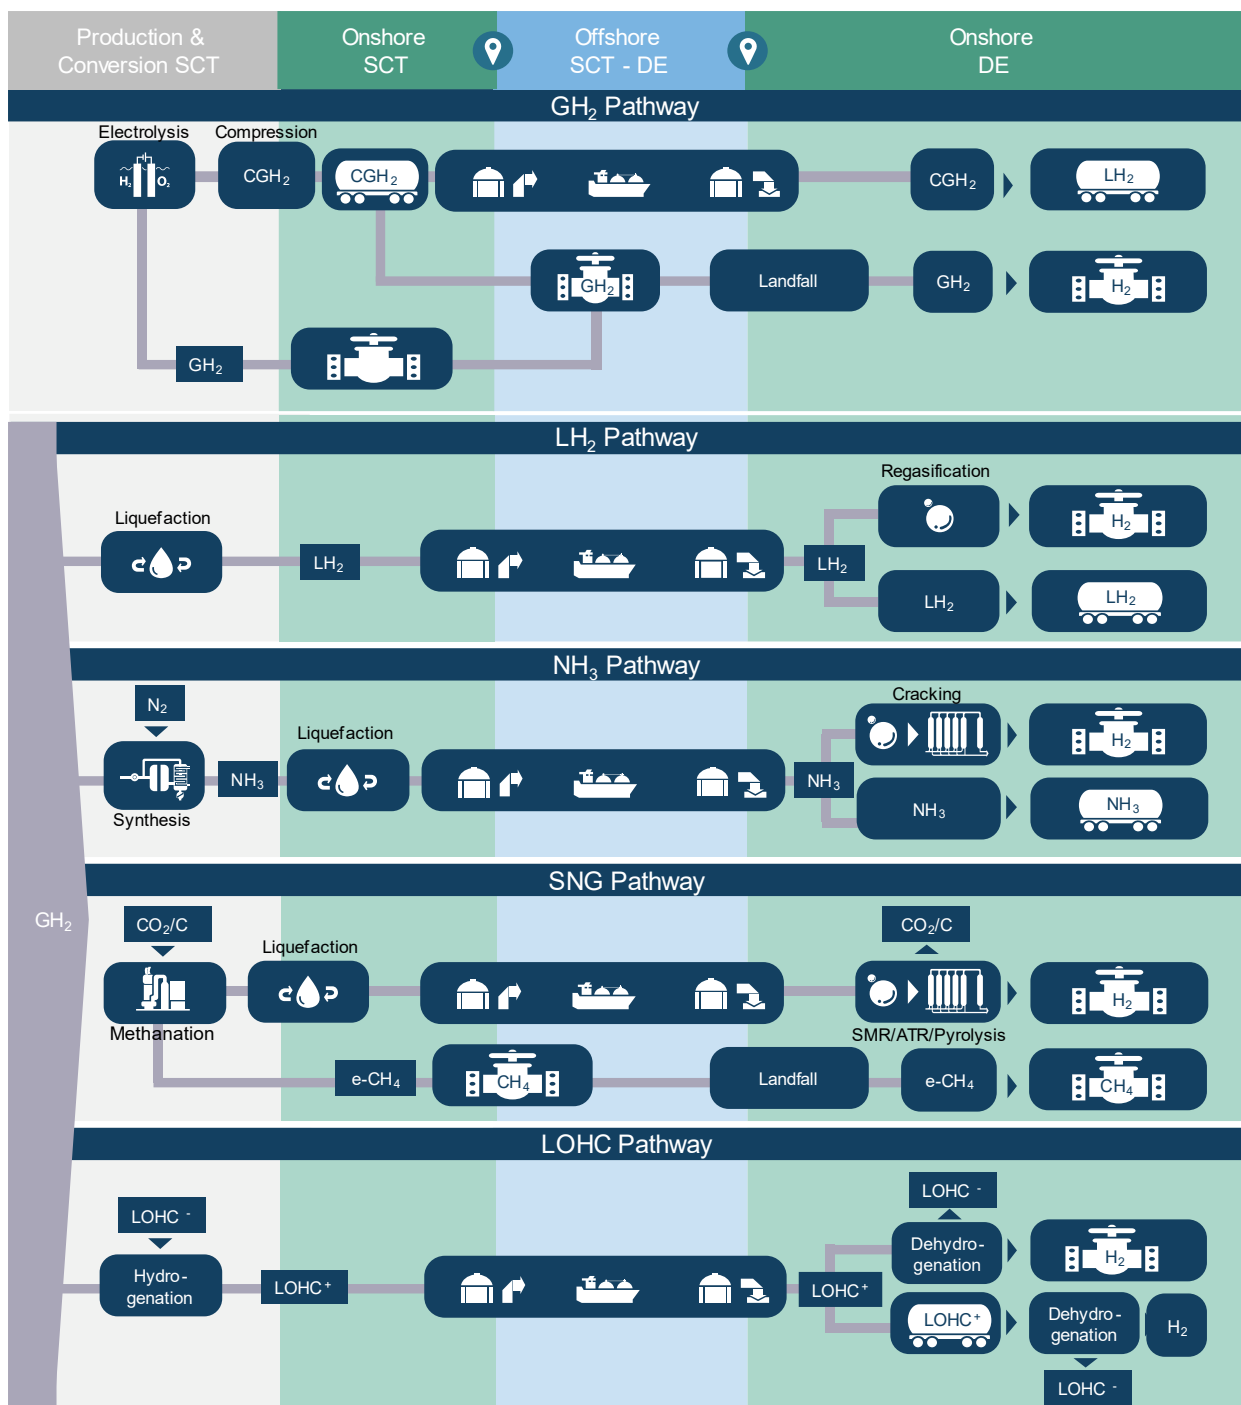 Production &
Conversion SCT
Onshore
SCT
Offshore
SCT - DE
Onshore
DE
GH₂ Pathway
Electrolysis
Compression
H₂ O₂
CGH₂
CGH₂
CGH₂
LH₂
GH₂
Landfall
GH₂
H₂
GH₂
LH₂ Pathway
Regasification
Liquefaction
H₂
LH₂
LH₂
LH₂
LH₂
NH₃ Pathway
N₂
Cracking
Liquefaction
H₂
NH₃
NH₃
NH₃
NH₃
Synthesis
SNG Pathway
GH₂
CO₂/C
CO₂/C
Liquefaction
H₂
Methanation
SMR/ATR/Pyrolysis
e-CH₄
CH₄
Landfall
e-CH₄
CH₄
LOHC Pathway
LOHC ⁻
LOHC ⁻
Hydro-
genation
LOHC⁺
LOHC⁺
Dehydro-
genation
H₂
LOHC⁺
Dehydro-
genation
H₂
LOHC ⁻